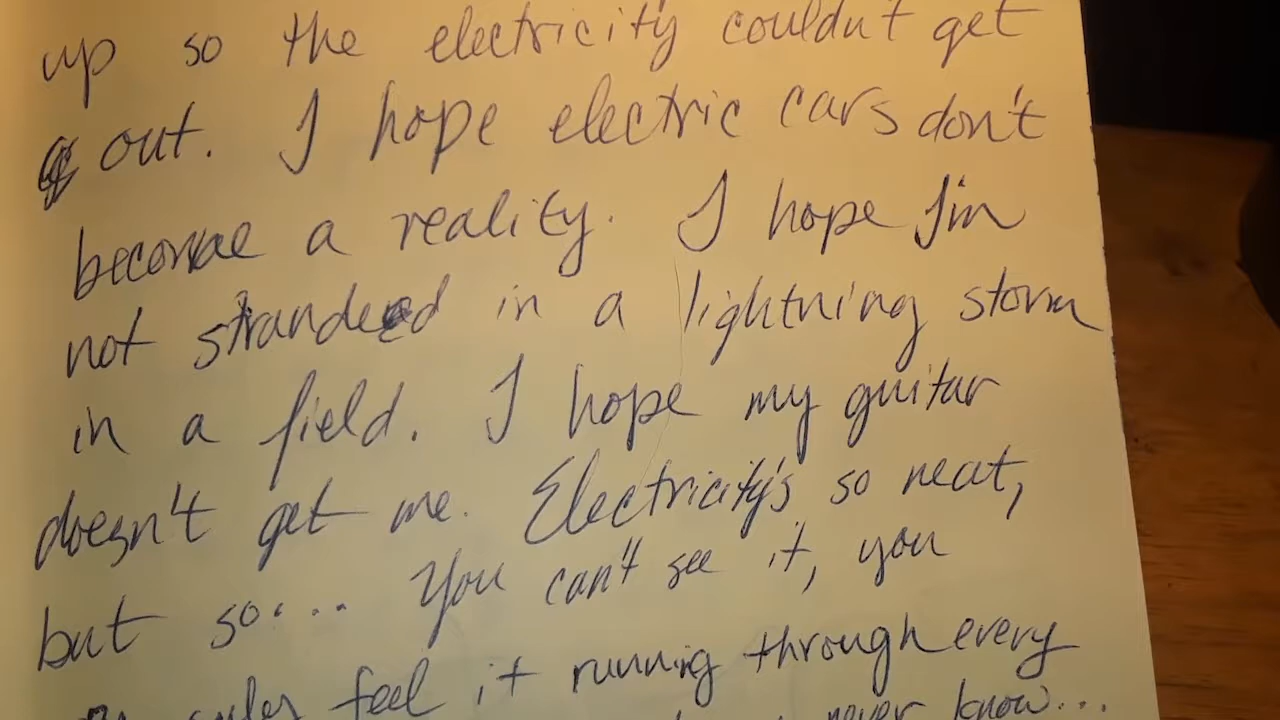 up so the electricity couldn't get
out. I hope electric cars don't
become a reality. I hope I'm
not stranded in a lightning storm
in a field. I hope my guitar
doesn't get me. Electricity's so neat,
but so.... You can't see it, you
only feel it running through every
never know...